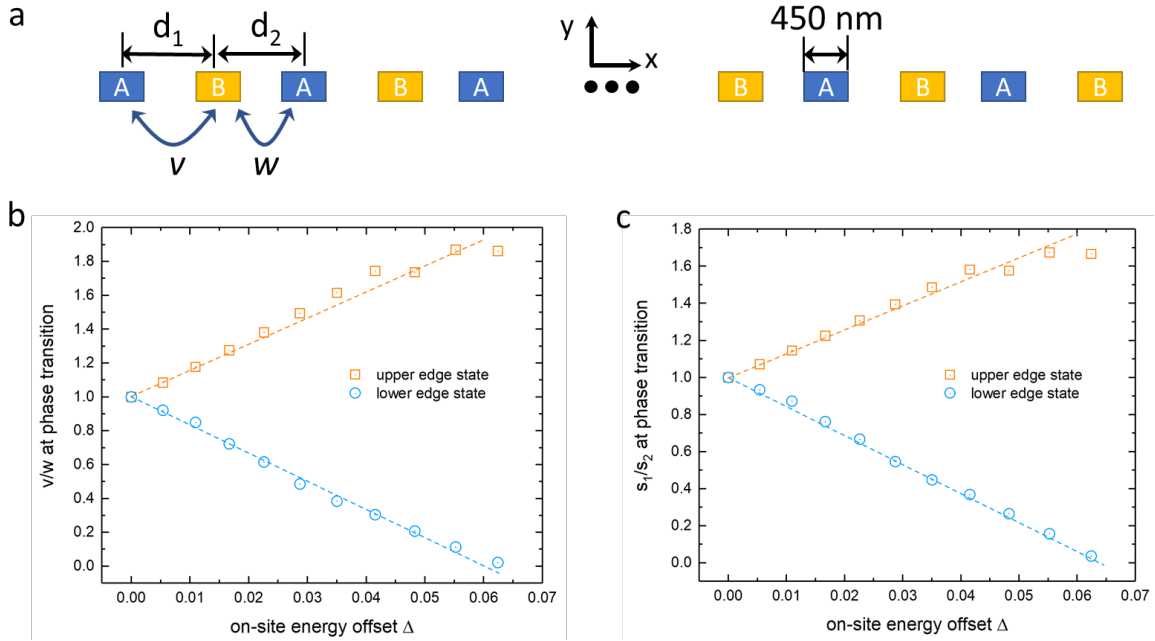 a
d₁ d₂ 450 nm
y
x
A B A B A B A B A B
v w
b
v/w at phase transition
2.0
1.8
1.6
1.4
1.2
1.0
0.8
0.6
0.4
0.2
0.0
upper edge state
lower edge state
0.00 0.01 0.02 0.03 0.04 0.05 0.06 0.07
on-site energy offset Δ
c
s₁/s₂ at phase transition
1.8
1.6
1.4
1.2
1.0
0.8
0.6
0.4
0.2
0.0
upper edge state
lower edge state
0.00 0.01 0.02 0.03 0.04 0.05 0.06 0.07
on-site energy offset Δ